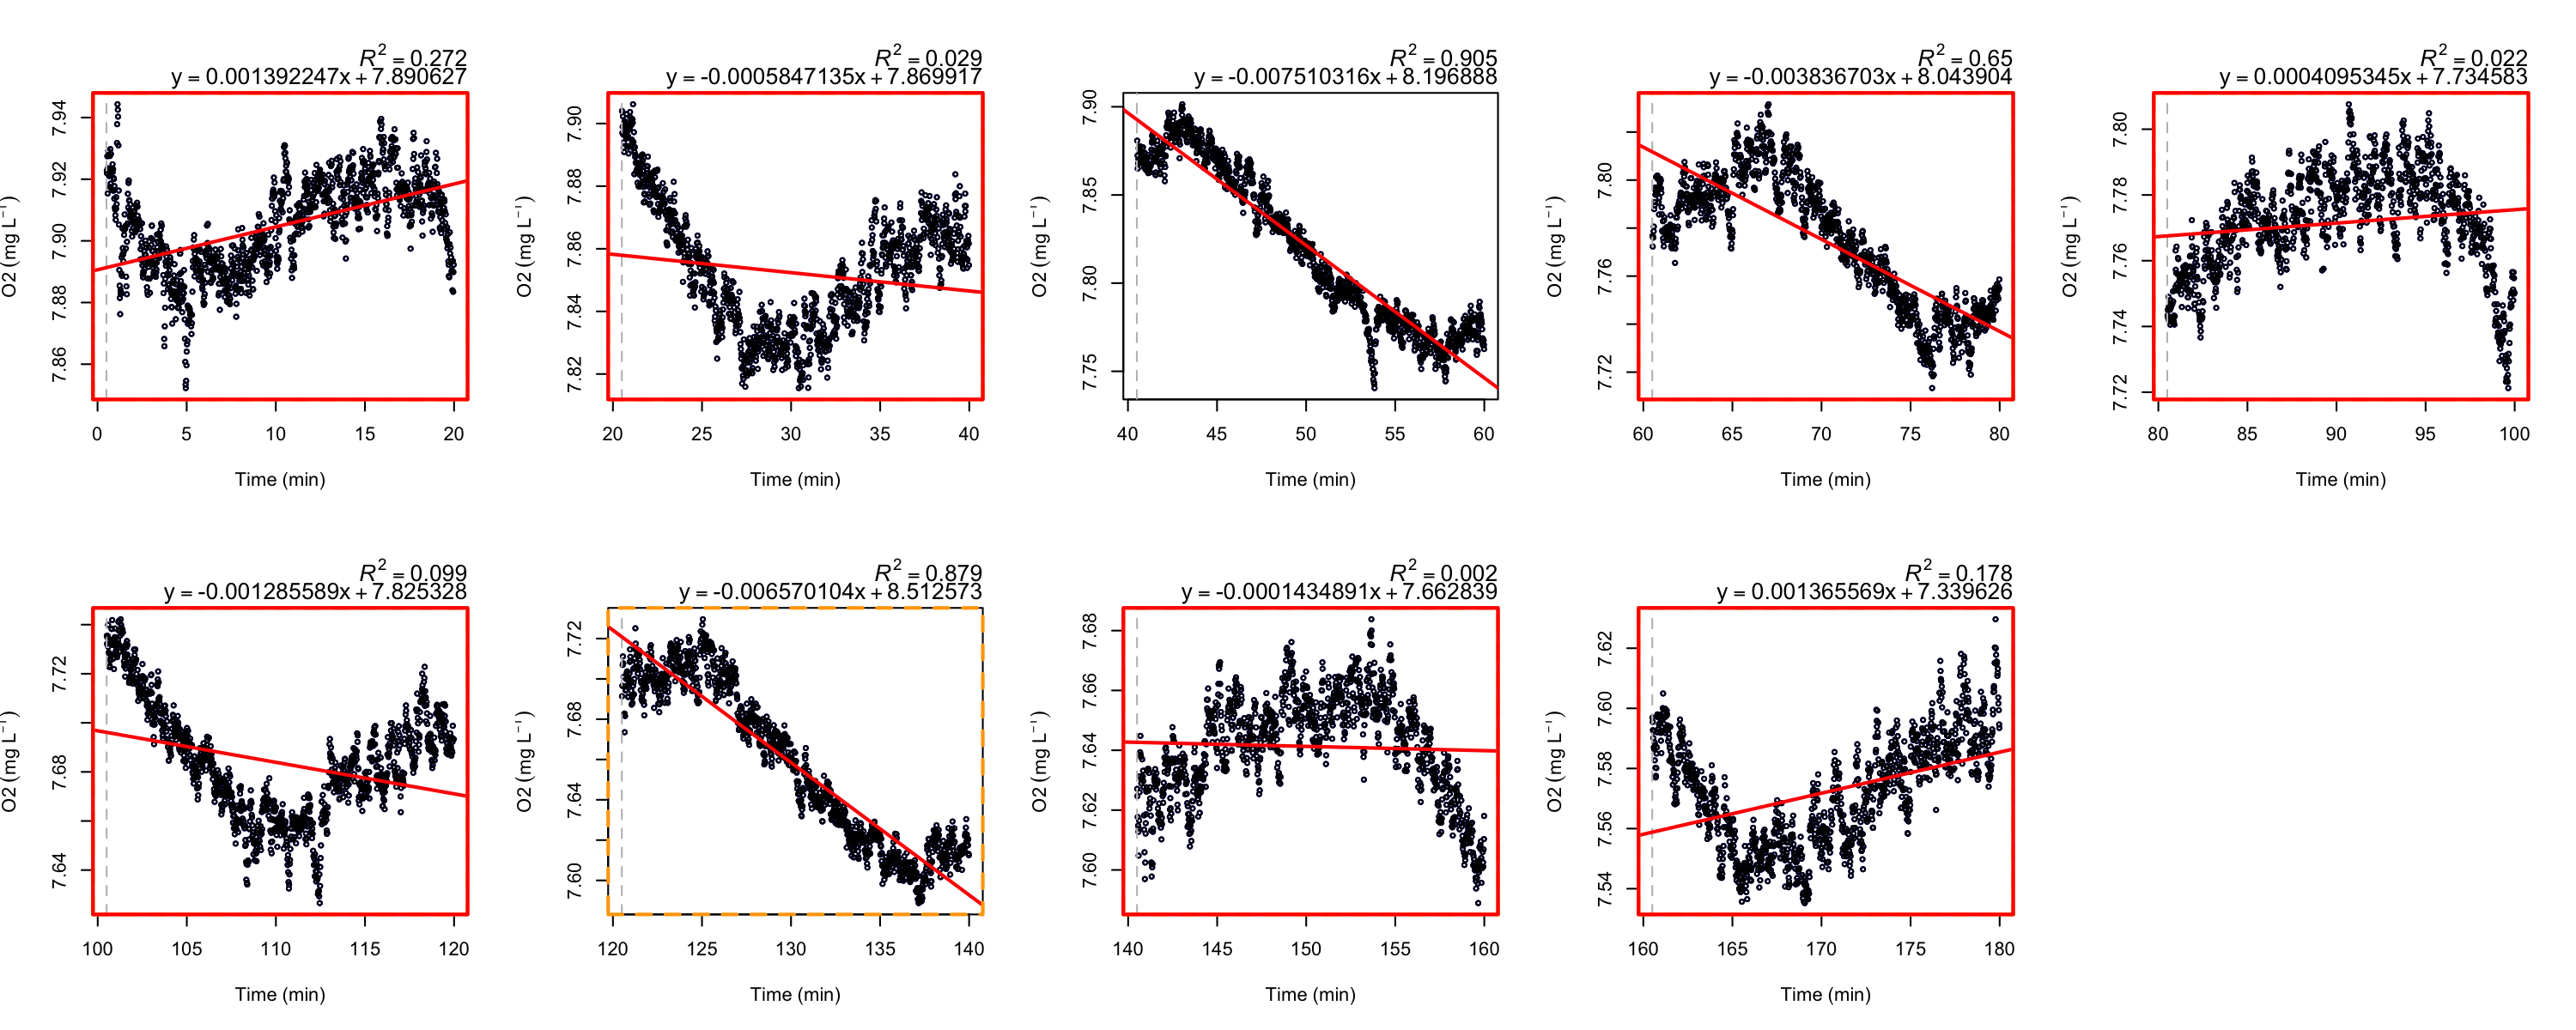 R² = 0.272
y = 0.001392247x + 7.890627
O2 (mg L⁻¹)
7.94
7.92
7.90
7.88
7.86
0 5 10 15 20
Time (min)
R² = 0.029
y = -0.0005847135x + 7.869917
O2 (mg L⁻¹)
7.90
7.88
7.86
7.84
7.82
20 25 30 35 40
Time (min)
R² = 0.905
y = -0.007510316x + 8.196888
O2 (mg L⁻¹)
7.90
7.85
7.80
7.75
40 45 50 55 60
Time (min)
R² = 0.65
y = -0.003836703x + 8.043904
O2 (mg L⁻¹)
7.80
7.76
7.72
60 65 70 75 80
Time (min)
R² = 0.022
y = 0.0004095345x + 7.734583
O2 (mg L⁻¹)
7.80
7.78
7.76
7.74
7.72
80 85 90 95 100
Time (min)
R² = 0.099
y = -0.001285589x + 7.825328
O2 (mg L⁻¹)
7.72
7.68
7.64
100 105 110 115 120
Time (min)
R² = 0.879
y = -0.006570104x + 8.512573
O2 (mg L⁻¹)
7.72
7.68
7.64
7.60
120 125 130 135 140
Time (min)
R² = 0.002
y = -0.0001434891x + 7.662839
O2 (mg L⁻¹)
7.68
7.66
7.64
7.62
7.60
140 145 150 155 160
Time (min)
R² = 0.178
y = 0.001365569x + 7.339626
O2 (mg L⁻¹)
7.62
7.60
7.58
7.56
7.54
160 165 170 175 180
Time (min)